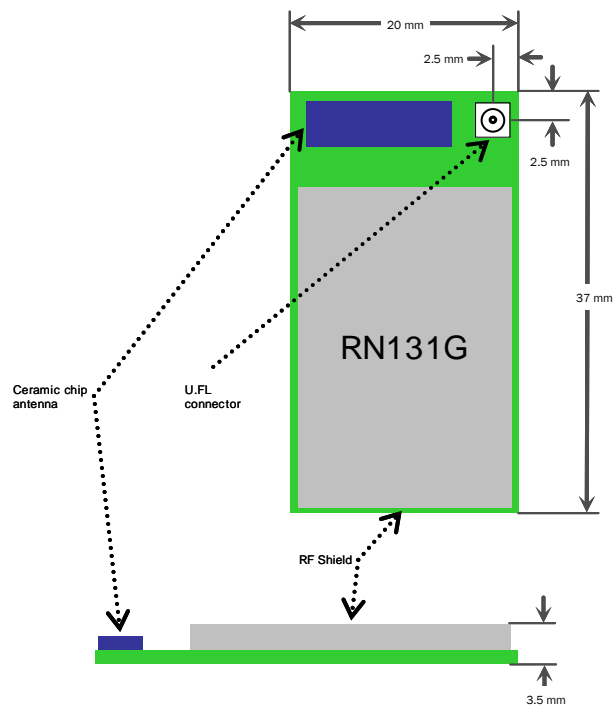 20 mm
2.5 mm
2.5 mm
37 mm
RN131G
Ceramic chip
antenna
U.FL
connector
RF Shield
3.5 mm